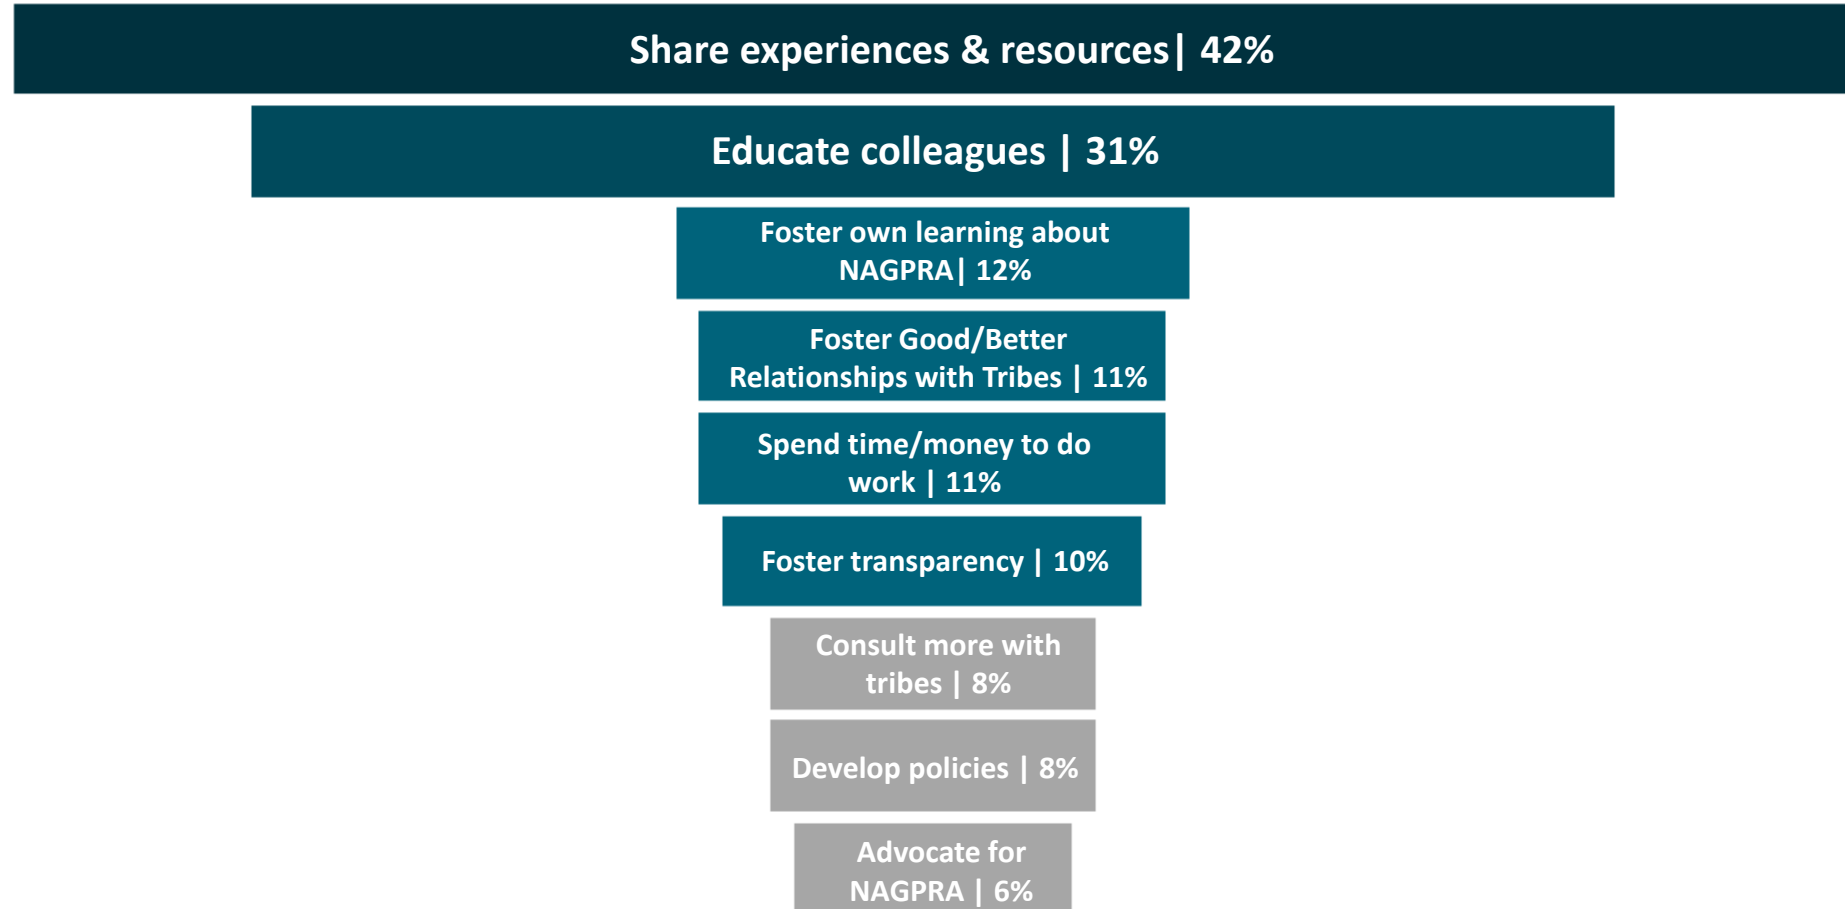 Share experiences & resources| 42%
Educate colleagues | 31%
Foster own learning about
NAGPRA| 12%
Foster Good/Better
Relationships with Tribes | 11%
Spend time/money to do
work | 11%
Foster transparency | 10%
Consult more with
tribes | 8%
Develop policies | 8%
Advocate for
NAGPRA | 6%